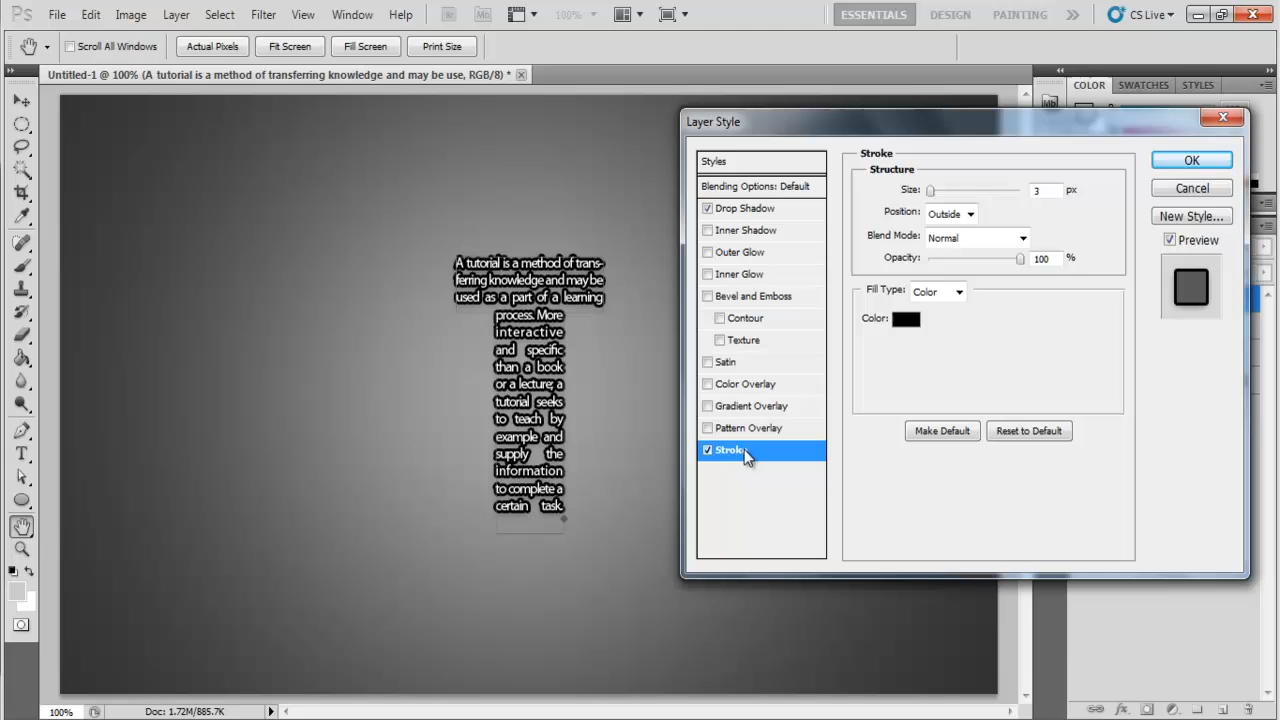 Ps File Edit Image Layer Select Filter View Window Help Br Mb 100% ESSENTIALS DESIGN PAINTING CS Live
Scroll All Windows Actual Pixels Fit Screen Fill Screen Print Size
Untitled-1 @ 100% (A tutorial is a method of transferring knowledge and may be use, RGB/8) *
COLOR SWATCHES STYLES
Mb
Layer Style
Styles
Blending Options: Default
Drop Shadow
Inner Shadow
Outer Glow
Inner Glow
Bevel and Emboss
Contour
Texture
Satin
Color Overlay
Gradient Overlay
Pattern Overlay
Stroke
Stroke
Structure
Size: 3 px
Position: Outside
Blend Mode: Normal
Opacity: 100 %
Fill Type: Color
Color:
Make Default Reset to Default
OK
Cancel
New Style...
Preview
A tutorial is a method of trans-
ferring knowledge and may be
used as a part of a learning
process. More
interactive
and specific
than a book
or a lecture; a
tutorial seeks
to teach by
example and
supply the
information
to complete a
certain task.
100% Doc: 1.72M/885.7K